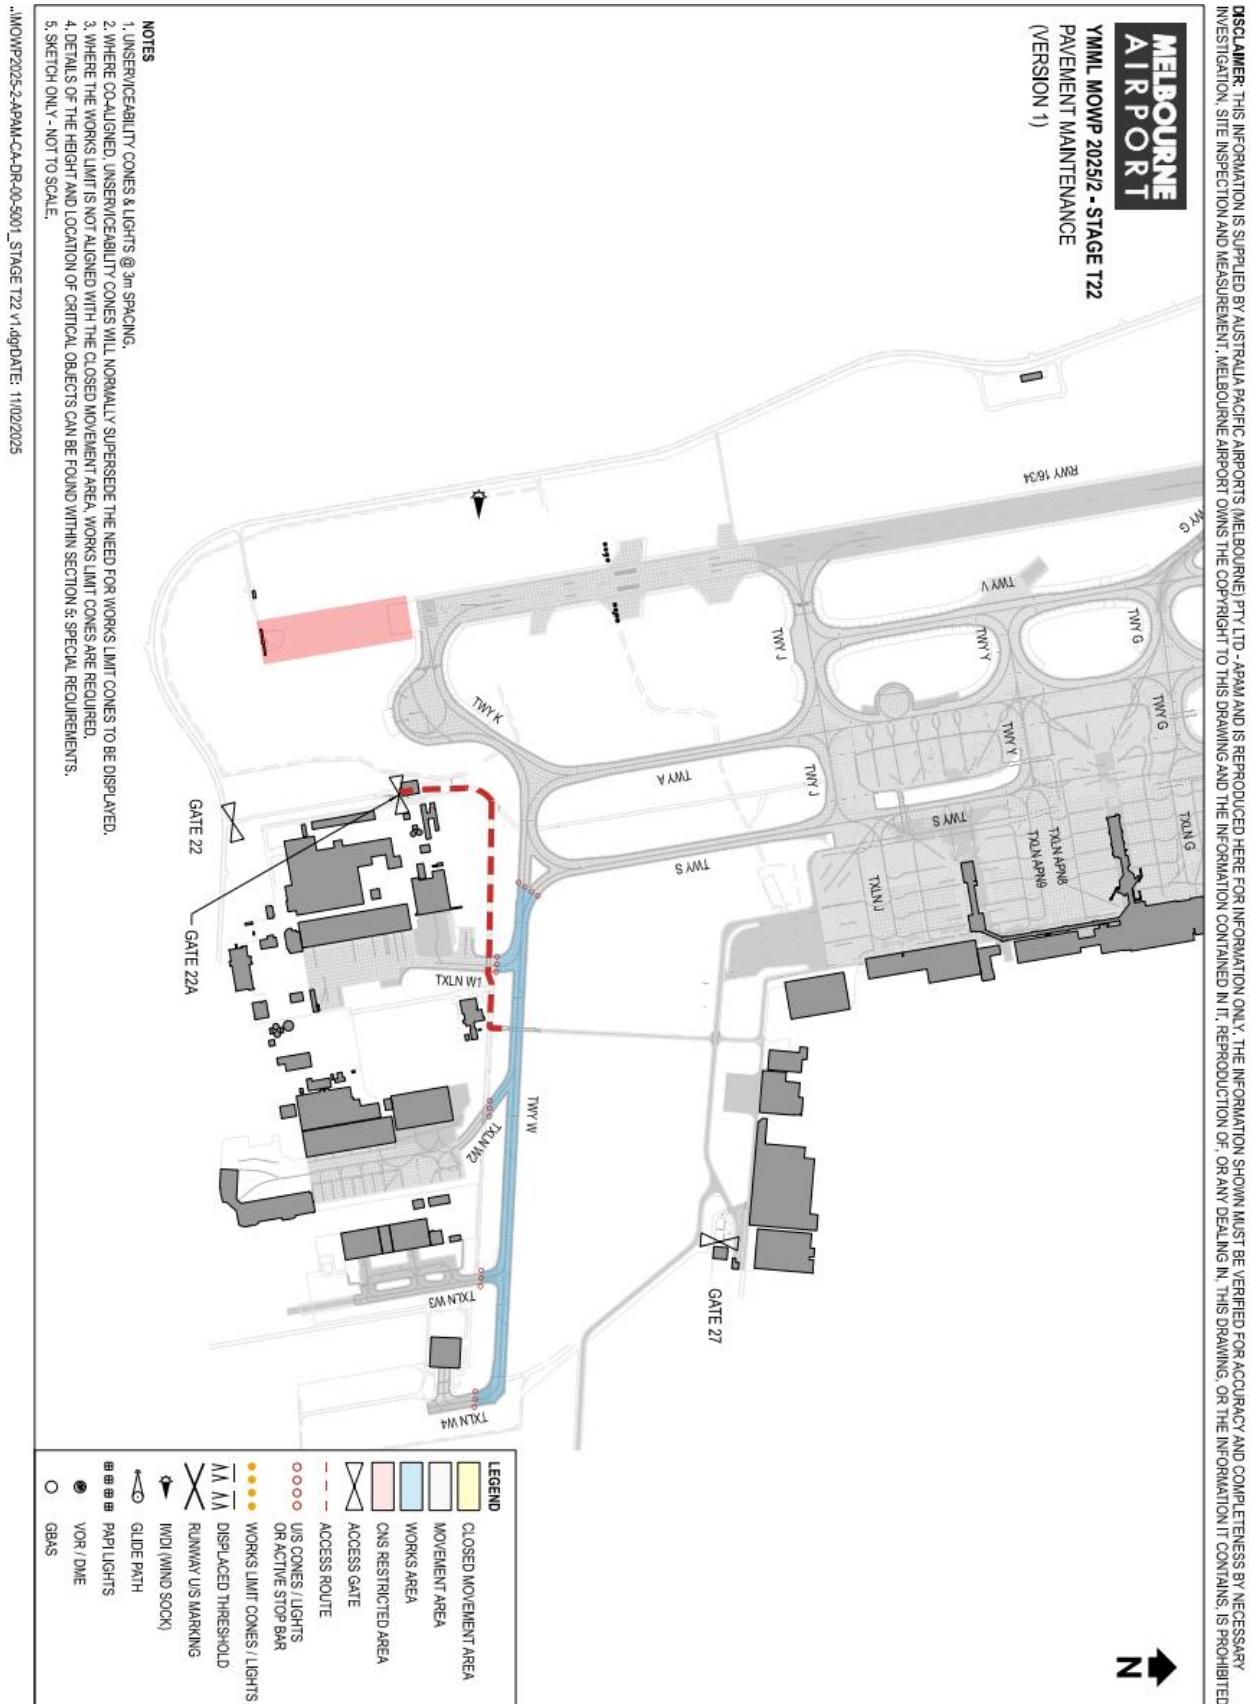 DISCLAIMER: THIS INFORMATION IS SUPPLIED BY AUSTRALIA PACIFIC AIRPORTS (MELBOURNE) PTY LTD - APAM AND IS REPRODUCED HERE FOR INFORMATION ONLY. THE INFORMATION SHOWN MUST BE VERIFIED FOR ACCURACY AND COMPLETENESS BY NECESSARY
INVESTIGATION, SITE INSPECTION AND MEASUREMENT. MELBOURNE AIRPORT OWNS THE COPYRIGHT TO THIS DRAWING AND THE INFORMATION CONTAINED IN IT. REPRODUCTION OF, OR ANY DEALING IN, THIS DRAWING, OR THE INFORMATION IT CONTAINS, IS PROHIBITED
MELBOURNE
AIRPORT
YMML MOWP 2025/2 - STAGE T22
PAVEMENT MAINTENANCE
(VERSION 1)
RWY 16/34
WY G
TWY V
TWY G
TWY Y
TWY J
TWY G
TWY Y
TXLN G
TXLN APN8
TXLN APN9
TWY S
TWY J
TWY A
TWY K
TWY S
TXLN J
GATE 22
GATE 22A
TXLN W1
TWY W
TXLN W2
GATE 27
TXLN W3
TXLN W4
N
NOTES
1. UNSERVICEABILITY CONES & LIGHTS @ 3m SPACING.
2. WHERE CO-ALIGNED, UNSERVICEABILITY CONES WILL NORMALLY SUPERSEDE THE NEED FOR WORKS LIMIT CONES TO BE DISPLAYED.
3. WHERE THE WORKS LIMIT IS NOT ALIGNED WITH THE CLOSED MOVEMENT AREA, WORKS LIMIT CONES ARE REQUIRED.
4. DETAILS OF THE HEIGHT AND LOCATION OF CRITICAL OBJECTS CAN BE FOUND WITHIN SECTION 5: SPECIAL REQUIREMENTS.
5. SKETCH ONLY - NOT TO SCALE.
LEGEND
CLOSED MOVEMENT AREA
MOVEMENT AREA
WORKS AREA
CNS RESTRICTED AREA
ACCESS GATE
ACCESS ROUTE
U/S CONES / LIGHTS
OR ACTIVE STOP BAR
WORKS LIMIT CONES / LIGHTS
DISPLACED THRESHOLD
RUNWAY U/S MARKING
IWDI (WIND SOCK)
GLIDE PATH
PAPI LIGHTS
VOR / DME
GBAS
..\MOWP2025-2-APAM-CA-DR-00-5001_STAGE T22 v1.dgnDATE: 11/02/2025